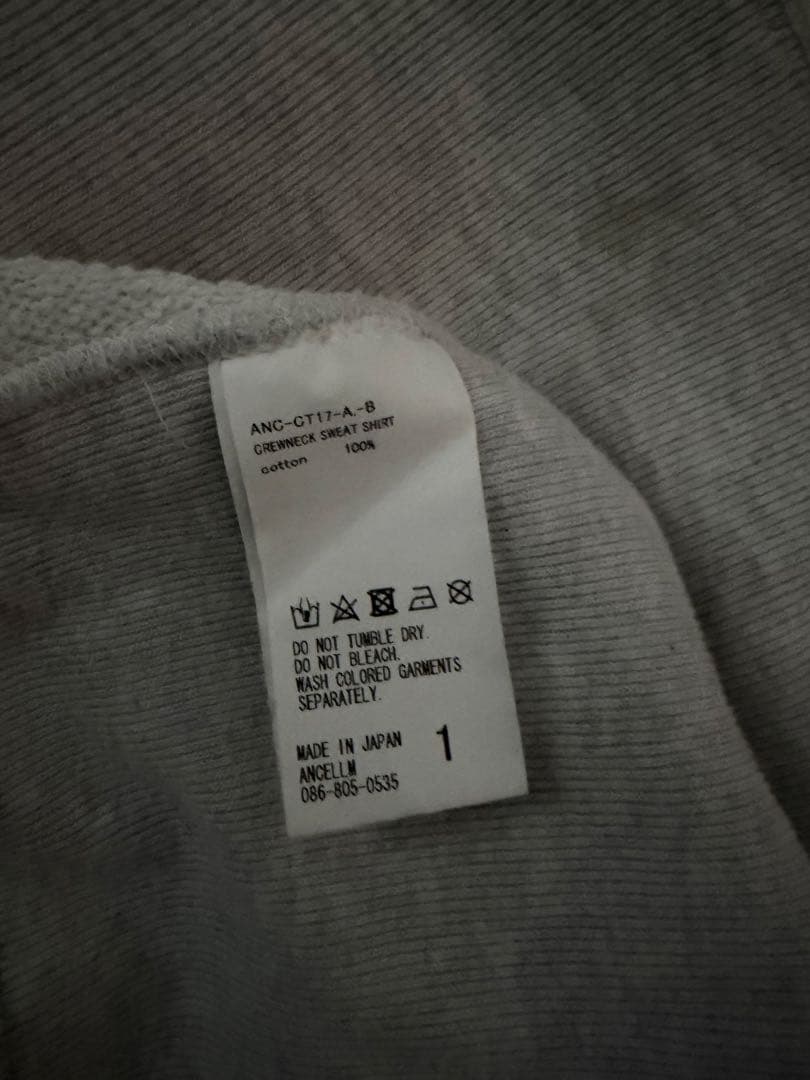 ANC-CT17-A.-B
CREWNECK SWEAT SHIRT
cotton 100%
DO NOT TUMBLE DRY.
DO NOT BLEACH.
WASH COLORED GARMENTS
SEPARATELY.
MADE IN JAPAN 1
ANCELLM
086-805-0535